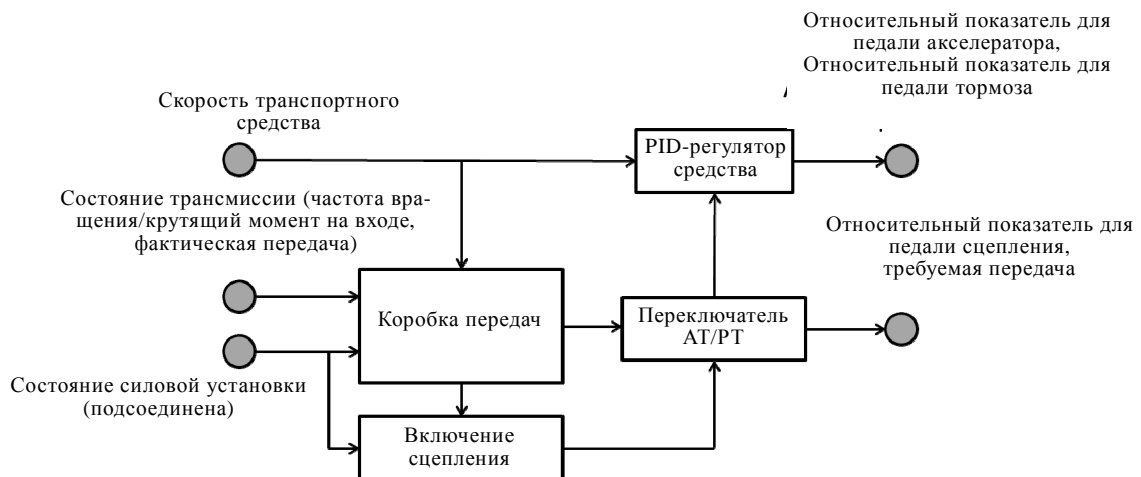 Относительный показатель для
педали акселератора,
Относительный показатель для
педали тормоза
Скорость транспортного
средства
PID-регулятор
средства
Состояние трансмиссии (частота вра-
щения/крутящий момент на входе,
фактическая передача)
Относительный показатель для
педали сцепления,
требуемая передача
Коробка передач
Переключатель
АТ/РТ
Состояние силовой установки
(подсоединена)
Включение
сцепления